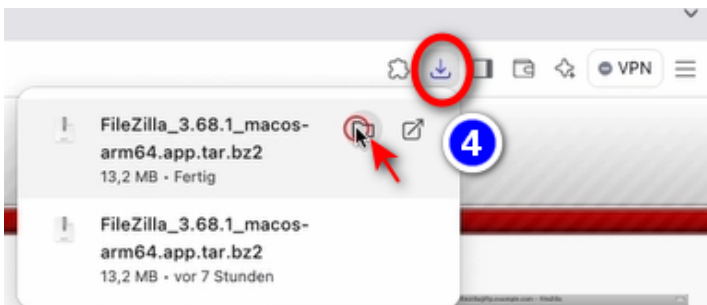 VPN
FileZilla_3.68.1_macos-
arm64.app.tar.bz2
13,2 MB • Fertig
4
FileZilla_3.68.1_macos-
arm64.app.tar.bz2
13,2 MB • vor 7 Stunden